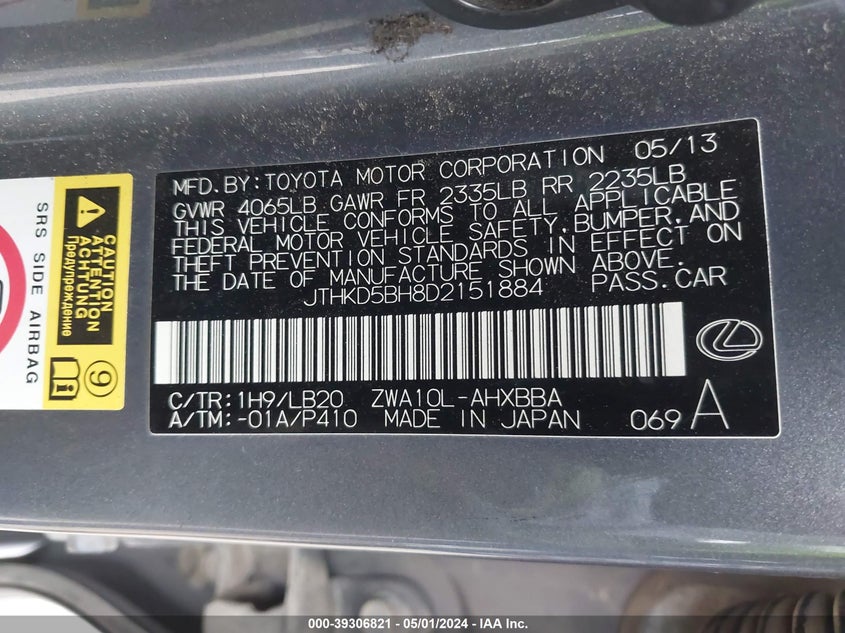 MFD.BY:TOYOTA MOTOR CORPORATION 05/13
GVWR 4065LB GAWR FR 2335LB RR 2235LB
THIS VEHICLE CONFORMS TO ALL APPLICABLE
FEDERAL MOTOR VEHICLE SAFETY,BUMPER,AND
THEFT PREVENTION STANDARDS IN EFFECT ON
THE DATE OF MANUFACTURE SHOWN ABOVE.
JTHKD5BH8D2151884 PASS.CAR
C/TR:1H9/LB20 ZWA10L-AHXBBA
A/TM:-01A/P410 MADE IN JAPAN 069 A
SRS SIDE AIRBAG
CAUTION
ATTENTION
ACHTUNG
Предупреждение
9
000-39306821 - 05/01/2024 - IAA Inc.